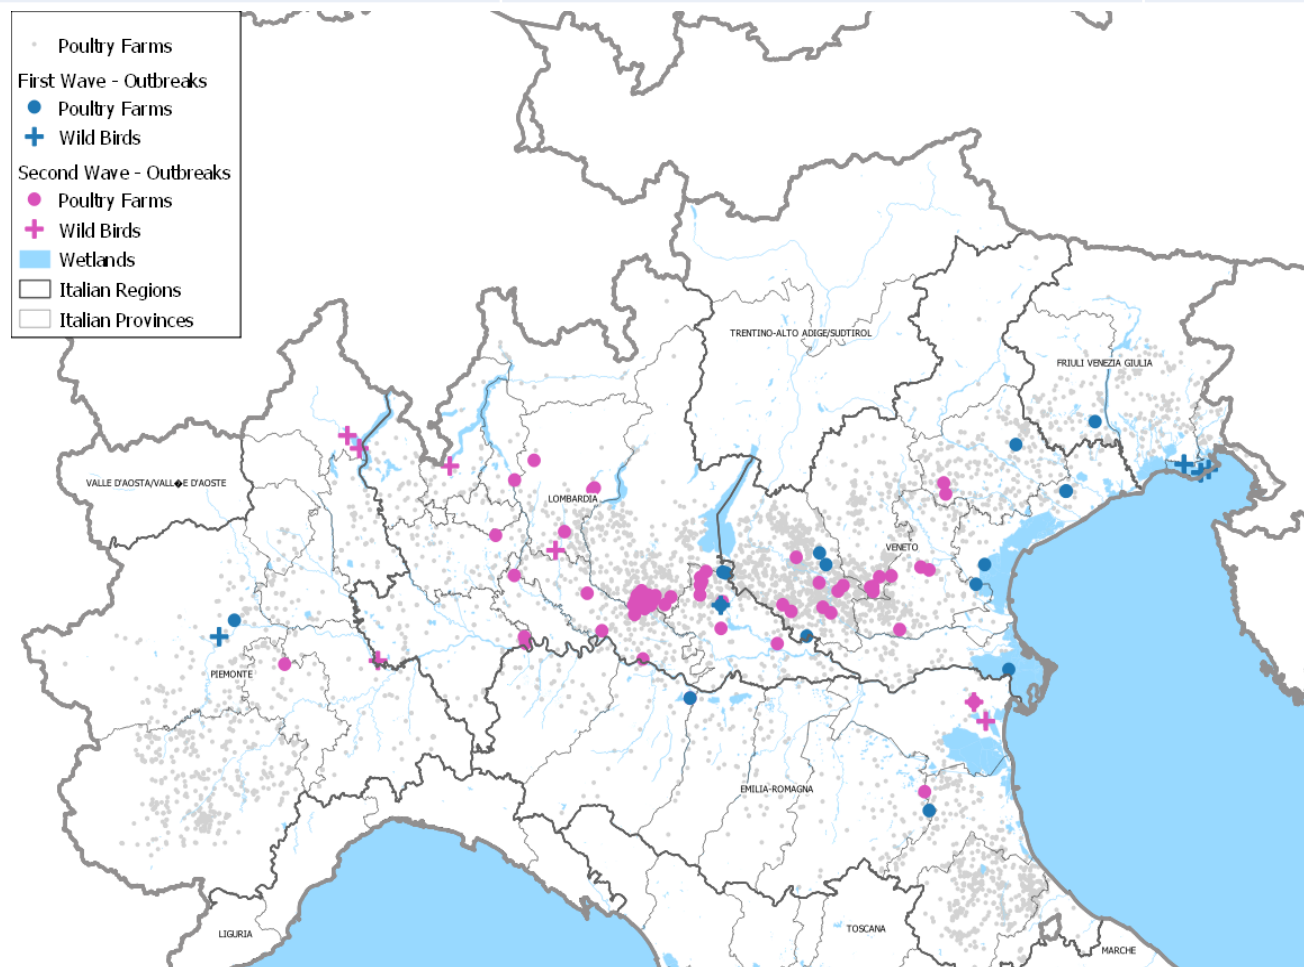 Poultry Farms
First Wave - Outbreaks
Poultry Farms
Wild Birds
Second Wave - Outbreaks
Poultry Farms
Wild Birds
Wetlands
Italian Regions
Italian Provinces
TRENTINO-ALTO ADIGE/SUDTIROL
FRIULI VENEZIA GIULIA
VALLE D'AOSTA/VALL�E D'AOSTE
LOMBARDIA
VENETO
PIEMONTE
EMILIA-ROMAGNA
LIGURIA
TOSCANA
MARCHE